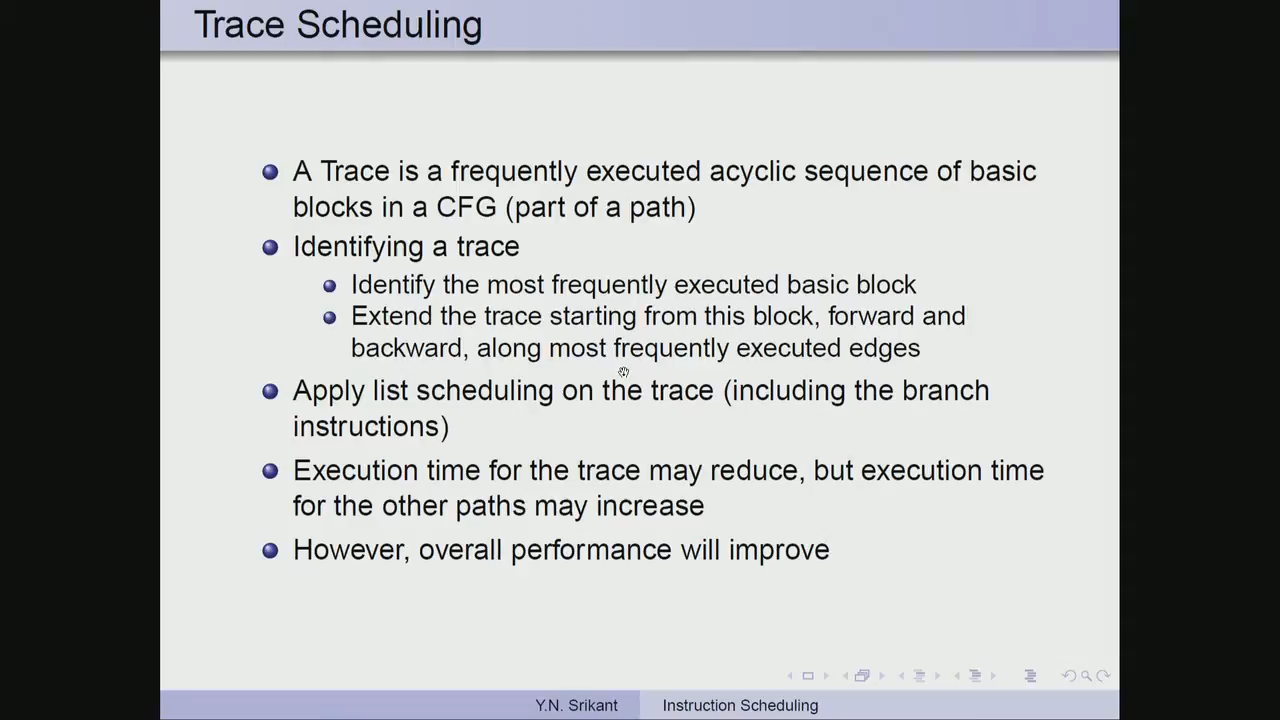 Trace Scheduling
A Trace is a frequently executed acyclic sequence of basic
blocks in a CFG (part of a path)
Identifying a trace
Identify the most frequently executed basic block
Extend the trace starting from this block, forward and
backward, along most frequently executed edges
Apply list scheduling on the trace (including the branch
instructions)
Execution time for the trace may reduce, but execution time
for the other paths may increase
However, overall performance will improve
Y.N. Srikant
Instruction Scheduling